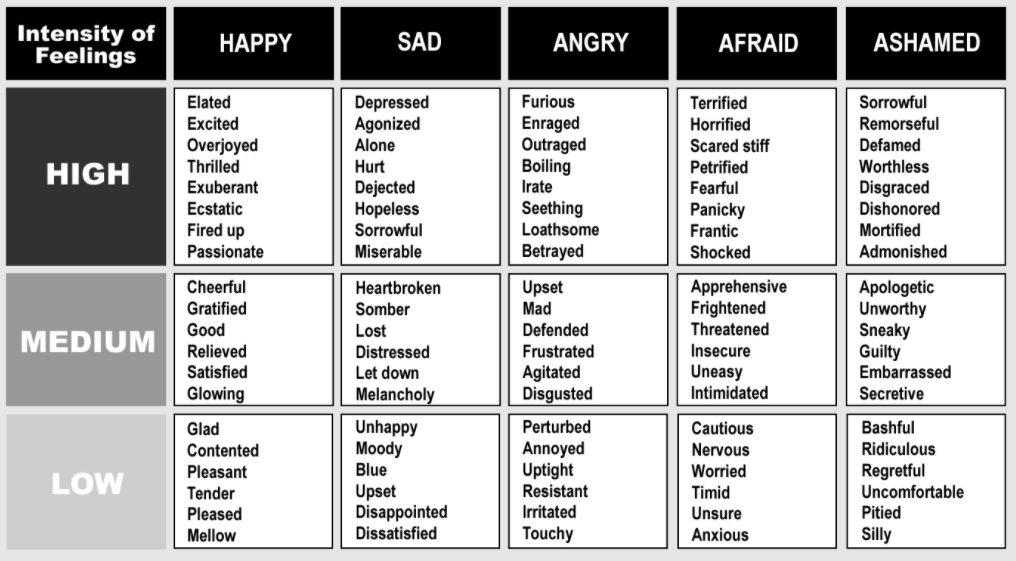 Intensity of
Feelings
HAPPY
SAD
ANGRY
AFRAID
ASHAMED
HIGH
Elated
Excited
Overjoyed
Thrilled
Exuberant
Ecstatic
Fired up
Passionate
Depressed
Agonized
Alone
Hurt
Dejected
Hopeless
Sorrowful
Miserable
Furious
Enraged
Outraged
Boiling
Irate
Seething
Loathsome
Betrayed
Terrified
Horrified
Scared stiff
Petrified
Fearful
Panicky
Frantic
Shocked
Sorrowful
Remorseful
Defamed
Worthless
Disgraced
Dishonored
Mortified
Admonished
MEDIUM
Cheerful
Gratified
Good
Relieved
Satisfied
Glowing
Heartbroken
Somber
Lost
Distressed
Let down
Melancholy
Upset
Mad
Defended
Frustrated
Agitated
Disgusted
Apprehensive
Frightened
Threatened
Insecure
Uneasy
Intimidated
Apologetic
Unworthy
Sneaky
Guilty
Embarrassed
Secretive
LOW
Glad
Contented
Pleasant
Tender
Pleased
Mellow
Unhappy
Moody
Blue
Upset
Disappointed
Dissatisfied
Perturbed
Annoyed
Uptight
Resistant
Irritated
Touchy
Cautious
Nervous
Worried
Timid
Unsure
Anxious
Bashful
Ridiculous
Regretful
Uncomfortable
Pitied
Silly